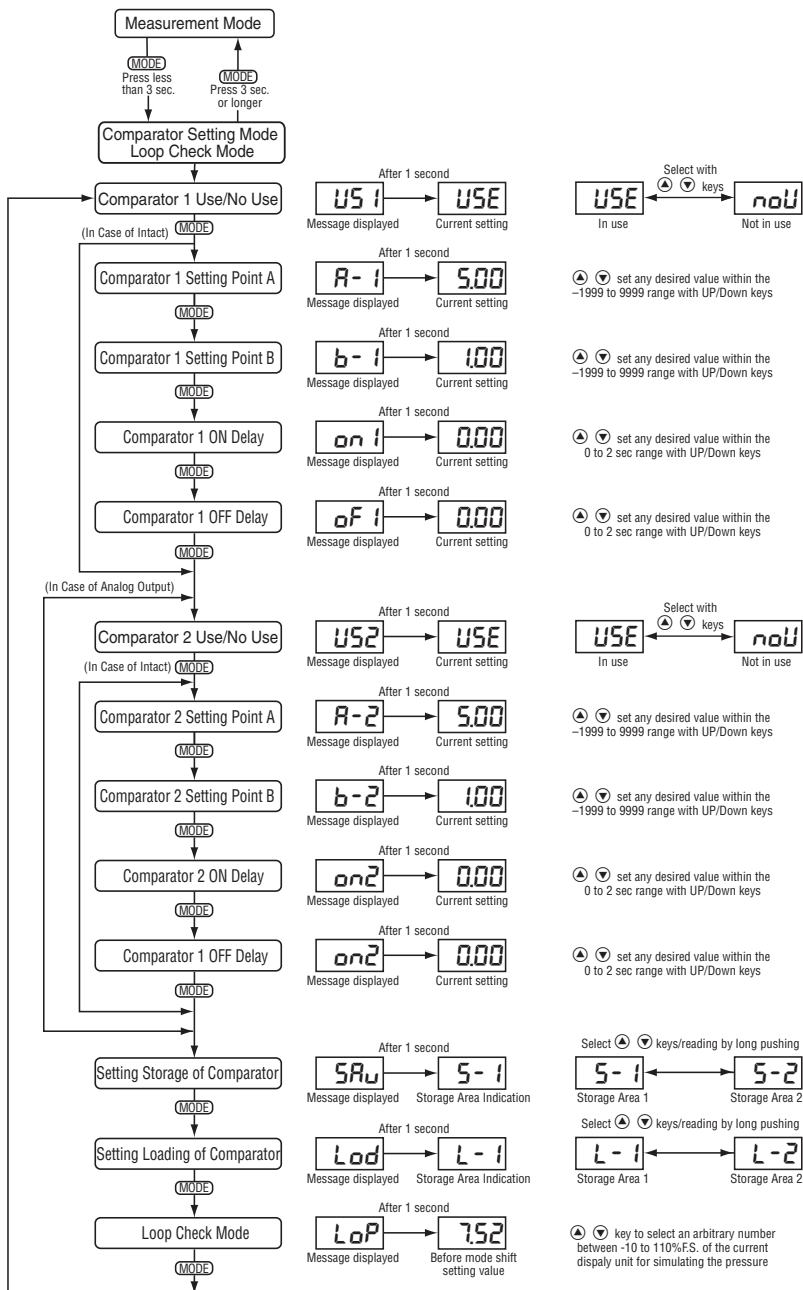 Measurement Mode
MODE
Press less
than 3 sec.
MODE
Press 3 sec.
or longer
Comparator Setting Mode
Loop Check Mode
Comparator 1 Use/No Use
After 1 second
US1
USE
Message displayed
Current setting
Select with
keys
USE
noU
In use
Not in use
MODE
(In Case of Intact)
Comparator 1 Setting Point A
After 1 second
A-1
5.00
Message displayed
Current setting
set any desired value within the
–1999 to 9999 range with UP/Down keys
MODE
Comparator 1 Setting Point B
After 1 second
b-1
1.00
Message displayed
Current setting
set any desired value within the
–1999 to 9999 range with UP/Down keys
MODE
Comparator 1 ON Delay
After 1 second
on1
0.00
Message displayed
Current setting
set any desired value within the
0 to 2 sec range with UP/Down keys
MODE
Comparator 1 OFF Delay
After 1 second
oF1
0.00
Message displayed
Current setting
set any desired value within the
0 to 2 sec range with UP/Down keys
MODE
(In Case of Analog Output)
Comparator 2 Use/No Use
After 1 second
US2
USE
Message displayed
Current setting
Select with
keys
USE
noU
In use
Not in use
(In Case of Intact)
MODE
Comparator 2 Setting Point A
After 1 second
A-2
5.00
Message displayed
Current setting
set any desired value within the
–1999 to 9999 range with UP/Down keys
MODE
Comparator 2 Setting Point B
After 1 second
b-2
1.00
Message displayed
Current setting
set any desired value within the
–1999 to 9999 range with UP/Down keys
MODE
Comparator 2 ON Delay
After 1 second
on2
0.00
Message displayed
Current setting
set any desired value within the
0 to 2 sec range with UP/Down keys
MODE
Comparator 1 OFF Delay
After 1 second
on2
0.00
Message displayed
Current setting
set any desired value within the
0 to 2 sec range with UP/Down keys
MODE
Setting Storage of Comparator
After 1 second
SAu
S-1
Message displayed
Storage Area Indication
Select keys/reading by long pushing
S-1
S-2
Storage Area 1
Storage Area 2
MODE
Setting Loading of Comparator
After 1 second
Lod
L-1
Message displayed
Storage Area Indication
Select keys/reading by long pushing
L-1
L-2
Storage Area 1
Storage Area 2
MODE
Loop Check Mode
After 1 second
LoP
7.52
Message displayed
Before mode shift
setting value
key to select an arbitrary number
between -10 to 110%F.S. of the current
dispaly unit for simulating the pressure
MODE